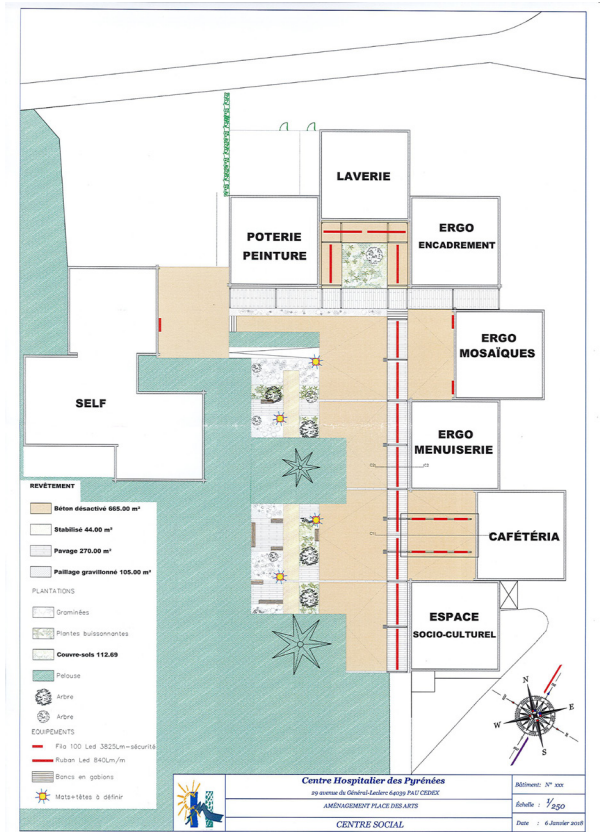 LAVERIE
POTERIE
PEINTURE
ERGO
ENCADREMENT
ERGO
MOSAÏQUES
SELF
ERGO
MENUISERIE
CAFÉTÉRIA
ESPACE
SOCIO-CULTUREL
REVÊTEMENT
Béton désactivé 665.00 m²
Stabilisé 44.00 m²
Pavage 270.00 m²
Paillage gravillonné 105.00 m²
PLANTATIONS
Graminées
Plantes buissonnantes
Couvre-sols 112.69
Pelouse
Arbre
Arbre
EQUIPEMENTS
Filo 100 Led 3825Lm-sécurité
Ruban Led 840Lm/m
Bancs en gabions
Mats+têtes à définir
N
E
W
S
Centre Hospitalier des Pyrénées
29 avenue du Général-Leclerc 64039 PAU CEDEX
AMÉNAGEMENT PLACE DES ARTS
CENTRE SOCIAL
Bâtiment: N° xxx
Échelle : 1/250
Date : 6 Janvier 2018